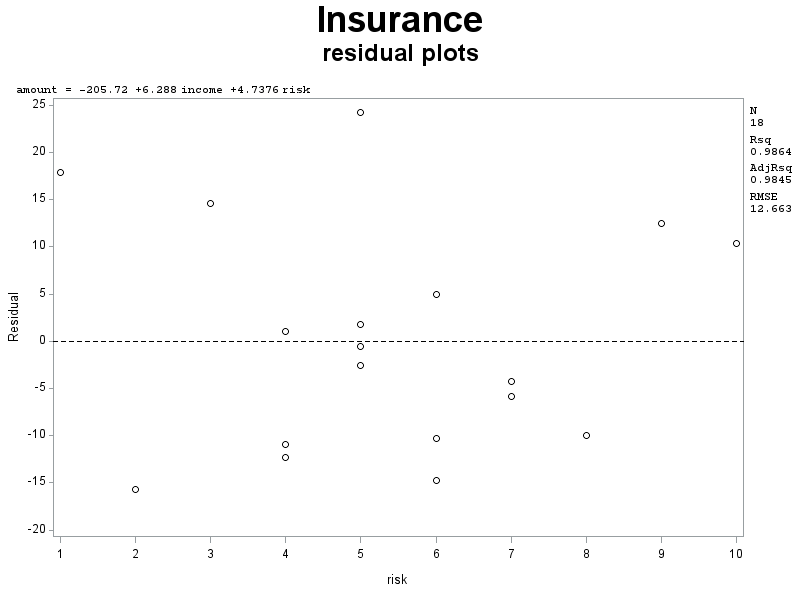 Insurance
residual plots
amount = -205.72 +6.288 income +4.7376 risk
N
18
Rsq
0.9864
AdjRsq
0.9845
RMSE
12.663
25
20
15
10
5
0
-5
-10
-15
-20
Residual
1 2 3 4 5 6 7 8 9 10
risk